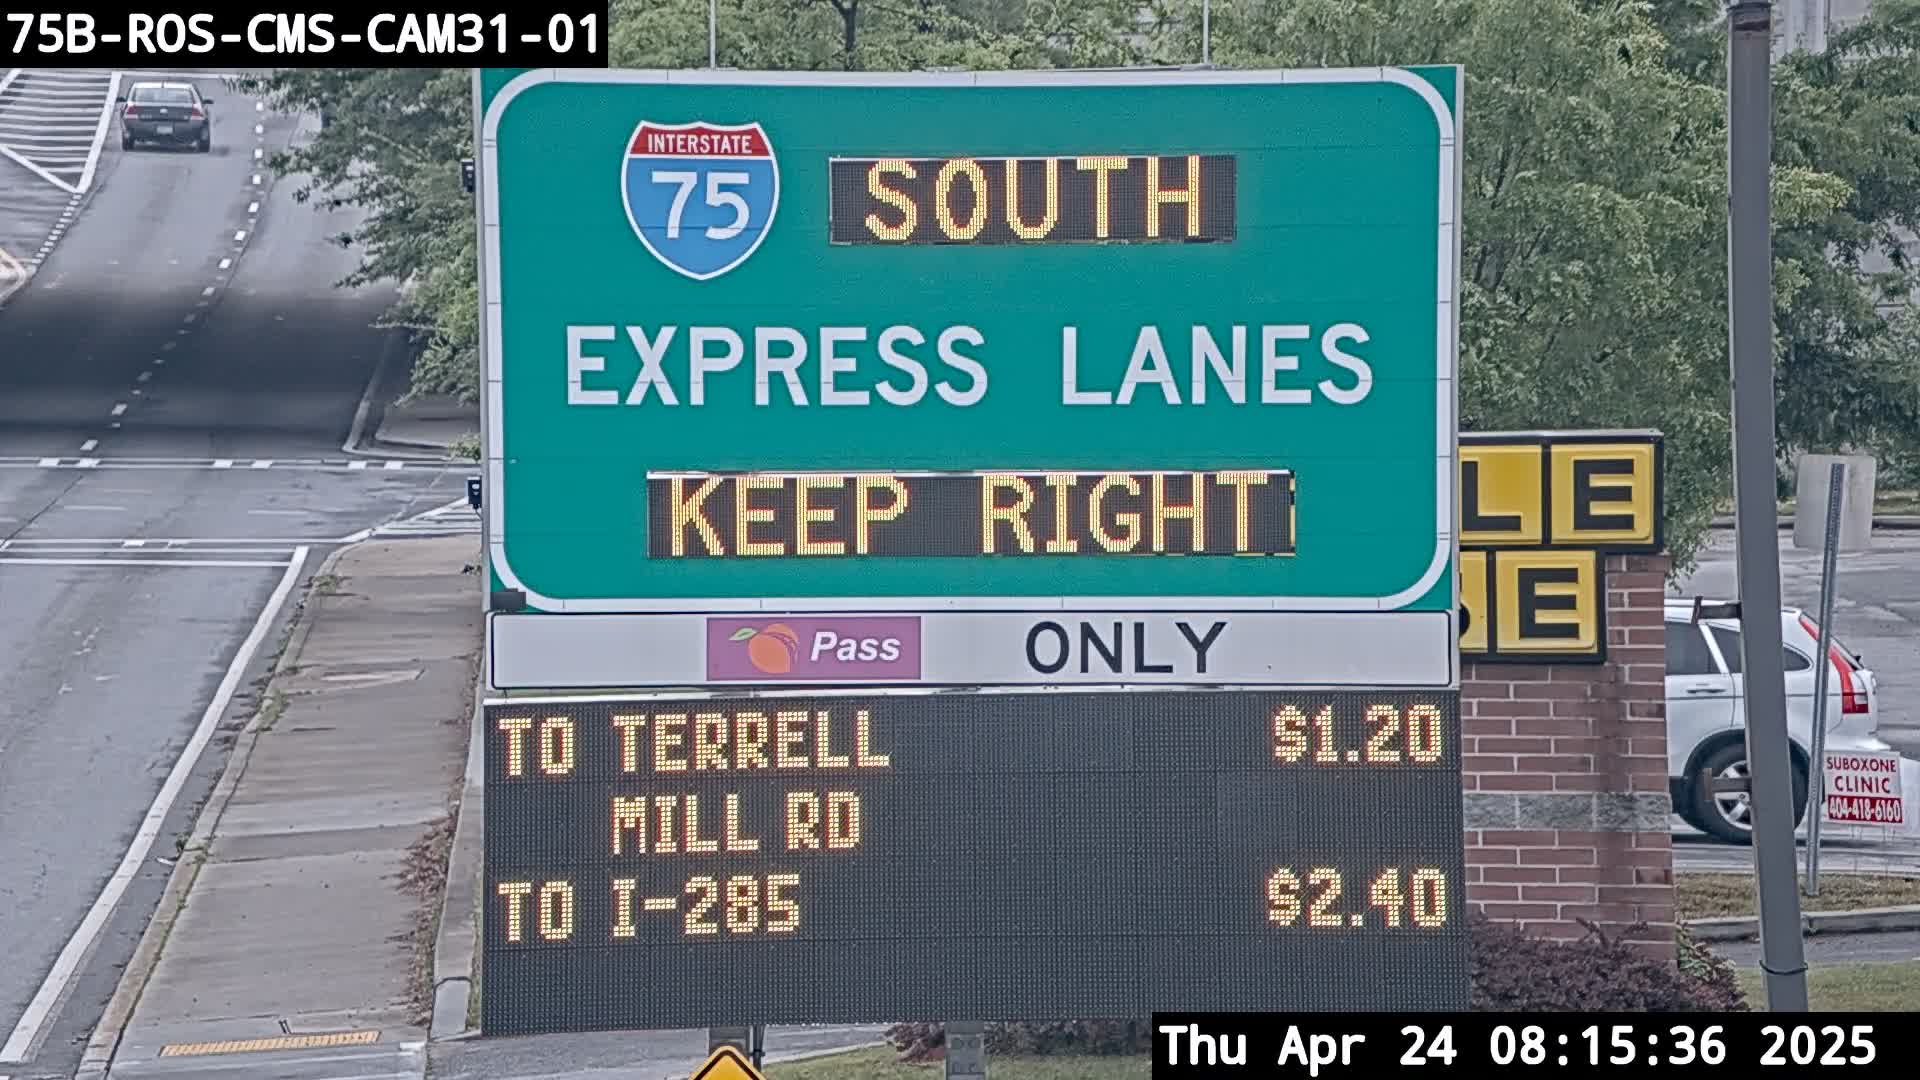 75B-ROS-CMS-CAM31-01
INTERSTATE
75
SOUTH
EXPRESS LANES
KEEP RIGHT
Pass ONLY
TO TERRELL $1.20
MILL RD
TO I-285 $2.40
LE
E
SUBOXONE
CLINIC
404-418-6160
Thu Apr 24 08:15:36 2025